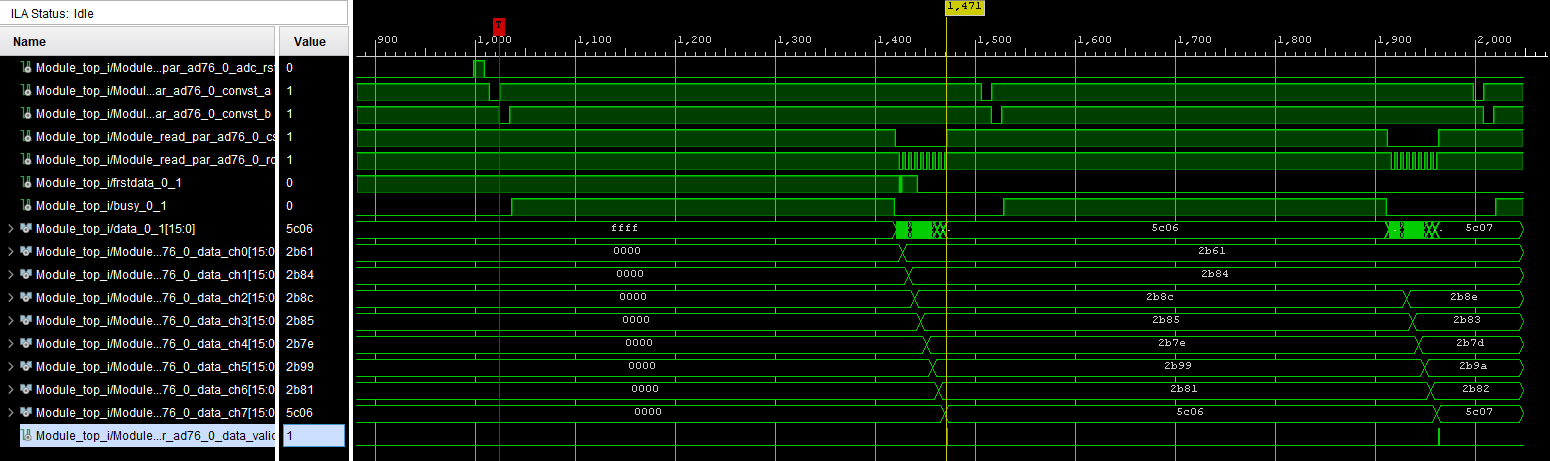 ILA Status: Idle
Name Value
1,471
T
900 1,000 1,100 1,200 1,300 1,400 1,500 1,600 1,700 1,800 1,900 2,000
Module_top_i/Module...par_ad76_0_adc_rst 0
Module_top_i/Modul...ar_ad76_0_convst_a 1
Module_top_i/Modul...ar_ad76_0_convst_b 1
Module_top_i/Module_read_par_ad76_0_cs 1
Module_top_i/Module_read_par_ad76_0_rd 1
Module_top_i/frstdata_0_1 0
Module_top_i/busy_0_1 0
Module_top_i/data_0_1[15:0] 5c06 ffff 5c06 5c07
Module_top_i/Module...76_0_data_ch0[15:0 2b61 0000 2b61
Module_top_i/Module...76_0_data_ch1[15:0 2b84 0000 2b84
Module_top_i/Module...76_0_data_ch2[15:0 2b8c 0000 2b8c 2b8e
Module_top_i/Module...76_0_data_ch3[15:0 2b85 0000 2b85 2b83
Module_top_i/Module...76_0_data_ch4[15:0 2b7e 0000 2b7e 2b7d
Module_top_i/Module...76_0_data_ch5[15:0 2b99 0000 2b99 2b9a
Module_top_i/Module...76_0_data_ch6[15:0 2b81 0000 2b81 2b82
Module_top_i/Module...76_0_data_ch7[15:0 5c06 0000 5c06 5c07
Module_top_i/Module...r_ad76_0_data_valid 1